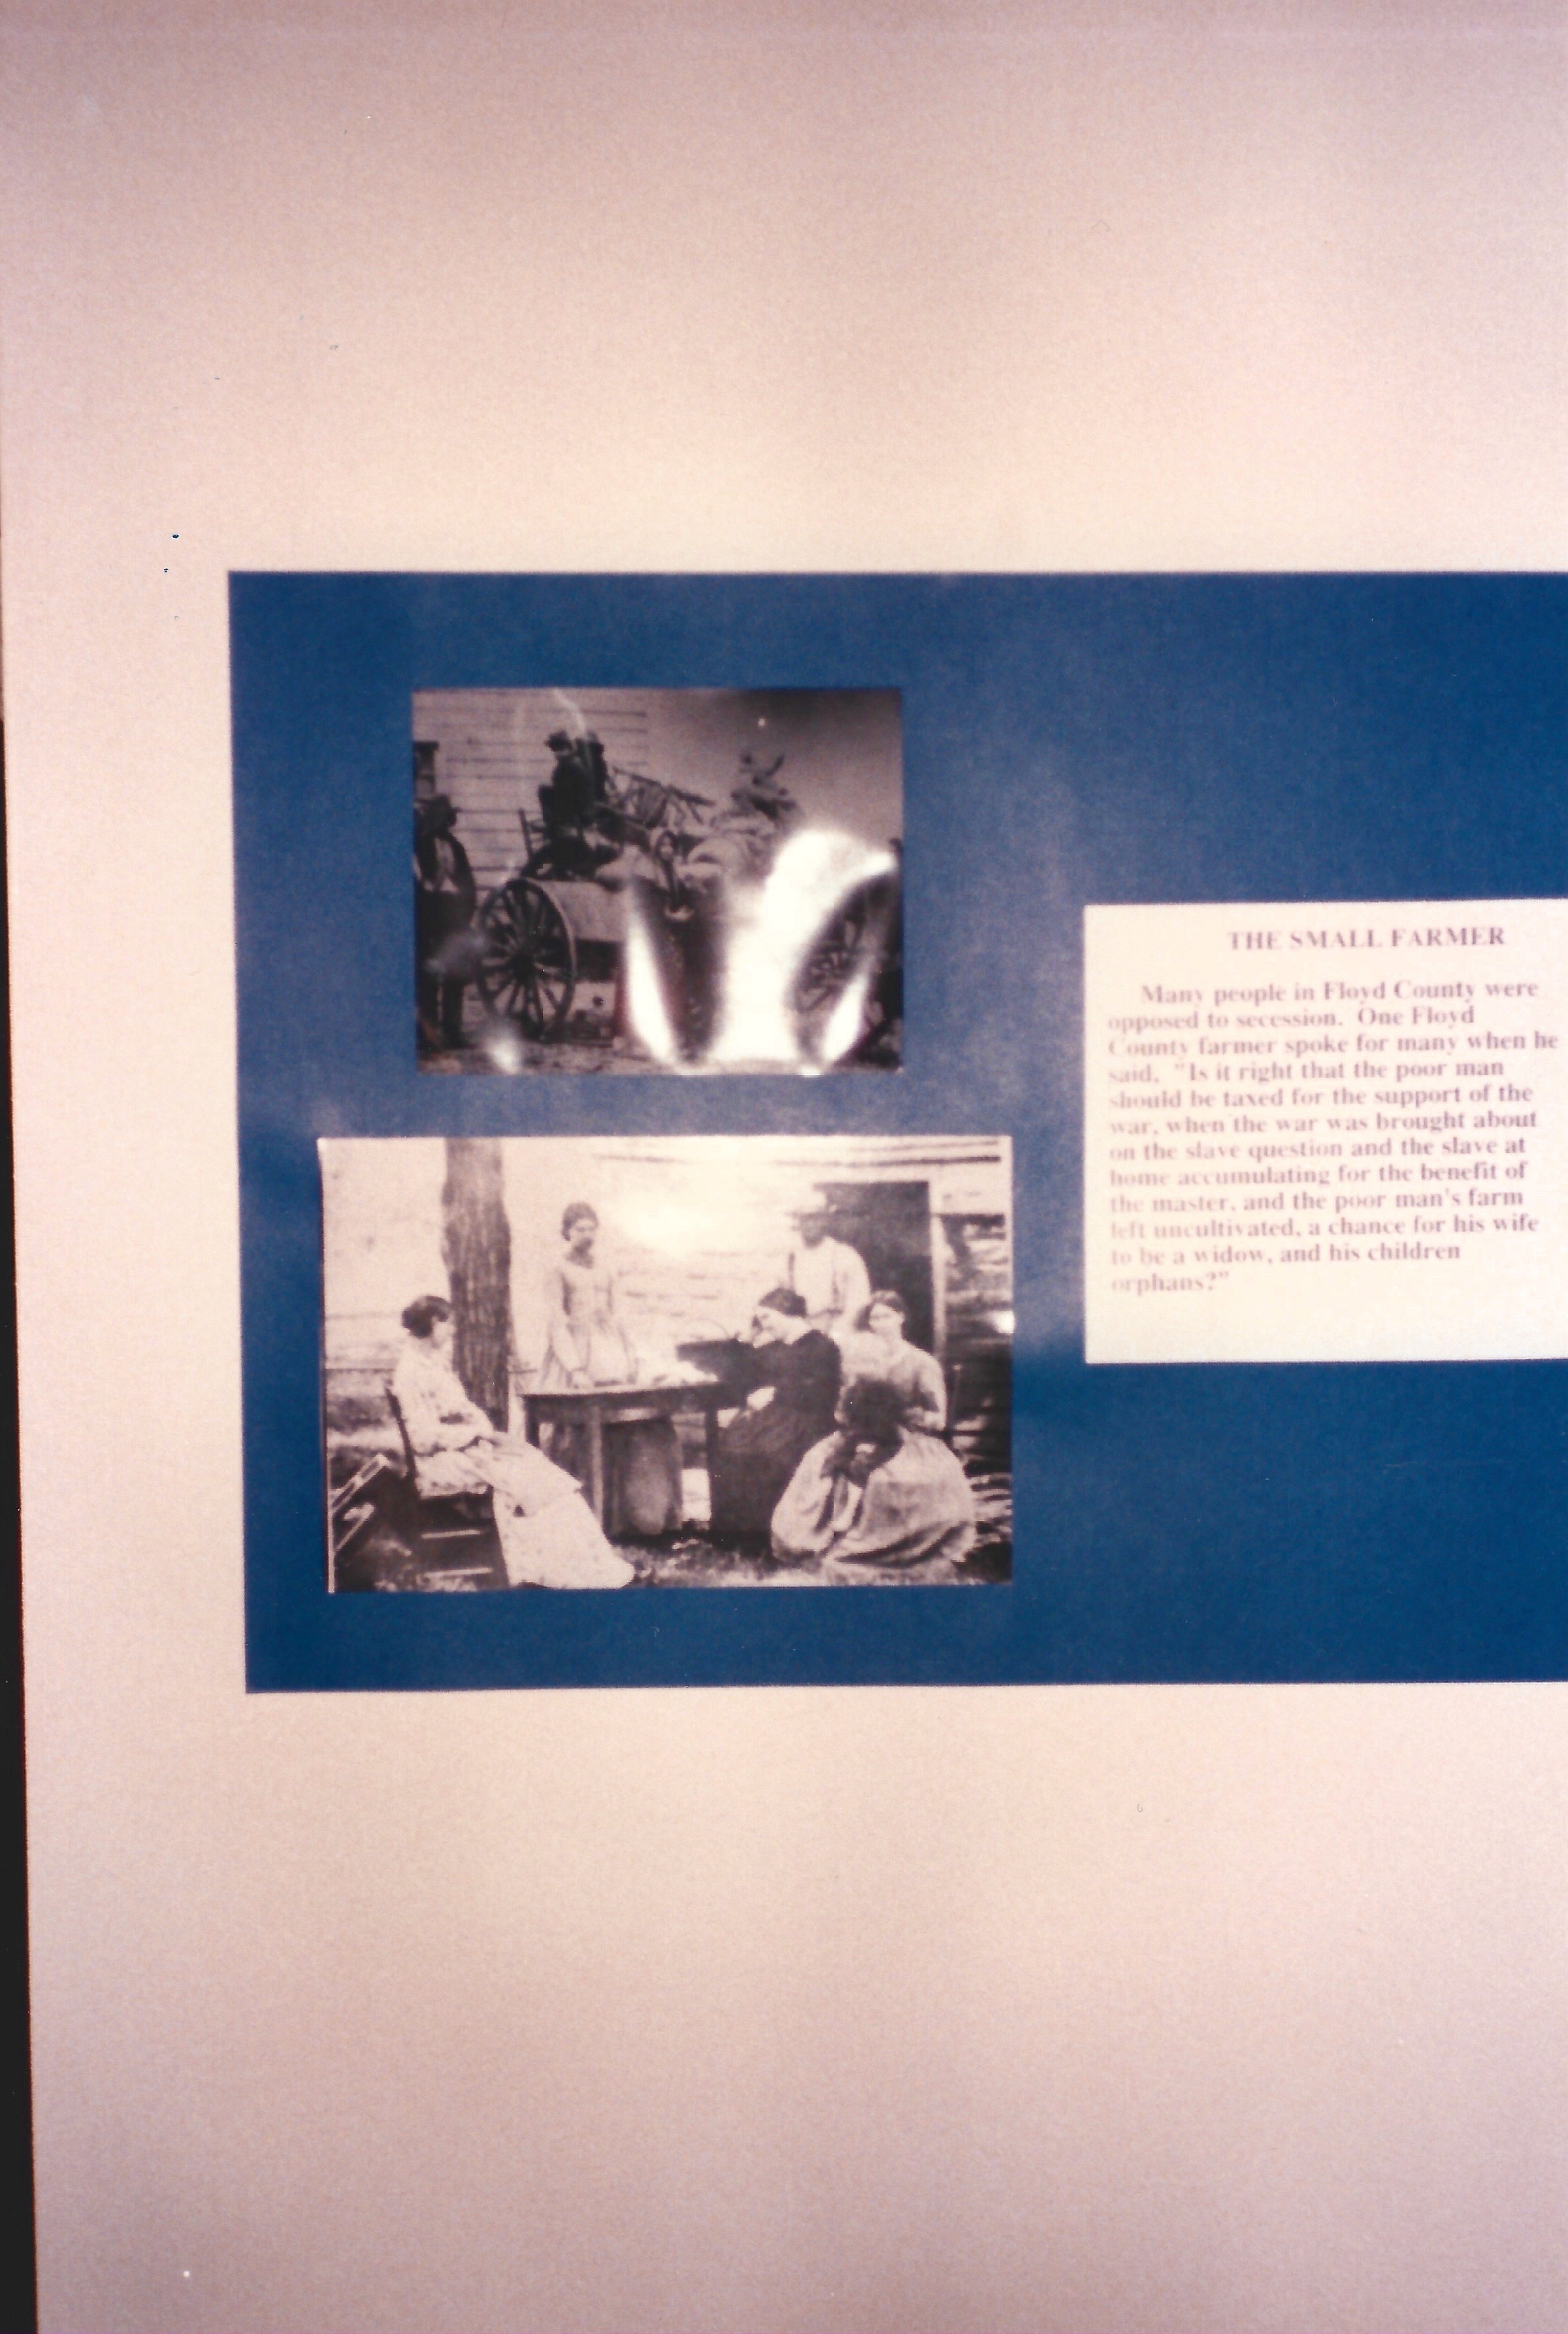 THE SMALL FARMER
Many people in Floyd County were
opposed to secession. One Floyd
County farmer spoke for many when he
said, "Is it right that the poor man
should be taxed for the support of the
war, when the war was brought about
on the slave question and the slave at
home accumulating for the benefit of
the master, and the poor man's farm
left uncultivated, a chance for his wife
to be a widow, and his children
orphans?"